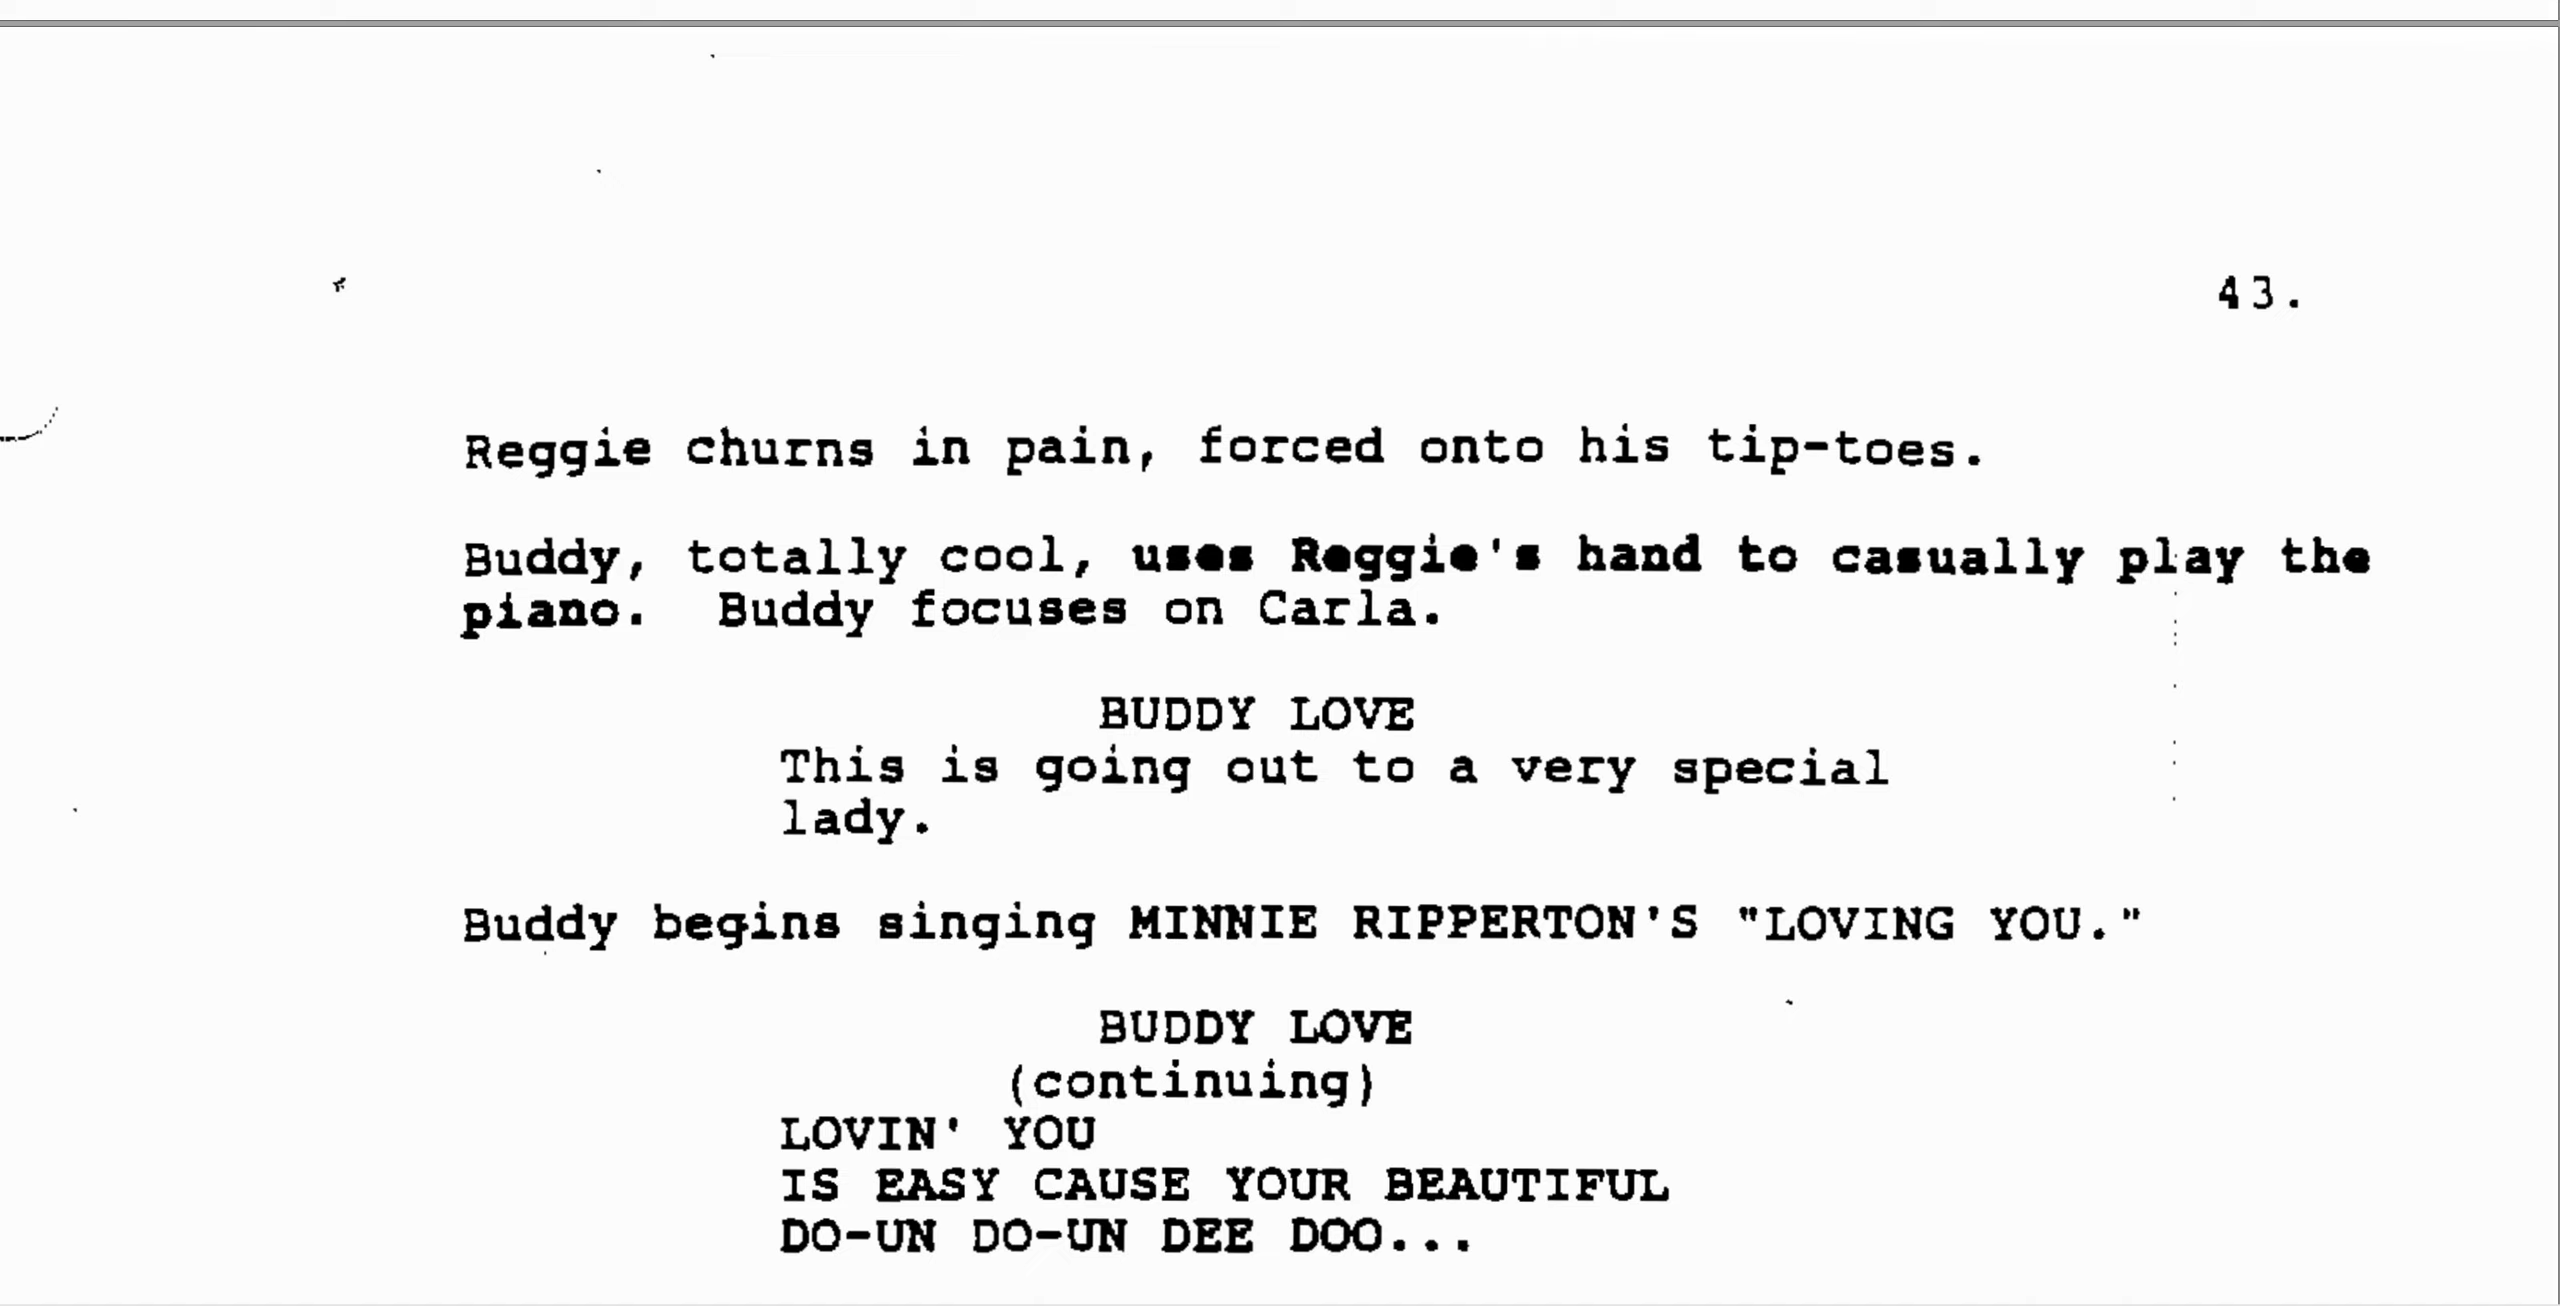 43.
Reggie churns in pain, forced onto his tip-toes.
Buddy, totally cool, uses Reggie's hand to casually play the
piano.  Buddy focuses on Carla.
BUDDY LOVE
This is going out to a very special
lady.
Buddy begins singing MINNIE RIPPERTON'S "LOVING YOU."
BUDDY LOVE
(continuing)
LOVIN' YOU
IS EASY CAUSE YOUR BEAUTIFUL
DO-UN DO-UN DEE DOO...